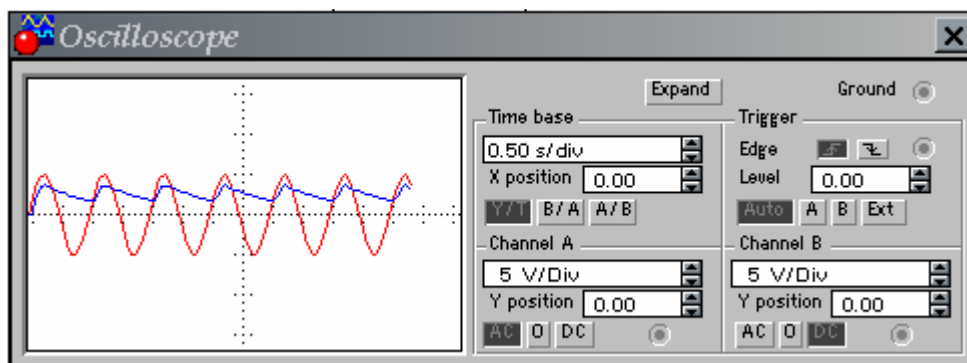 Oscilloscope
Expand Ground
Time base
0.50 s/div
X position 0.00
Y/T B/A A/B
Trigger
Edge
Level 0.00
Auto A B Ext
Channel A
5 V/Div
Y position 0.00
AC 0 DC
Channel B
5 V/Div
Y position 0.00
AC 0 DC